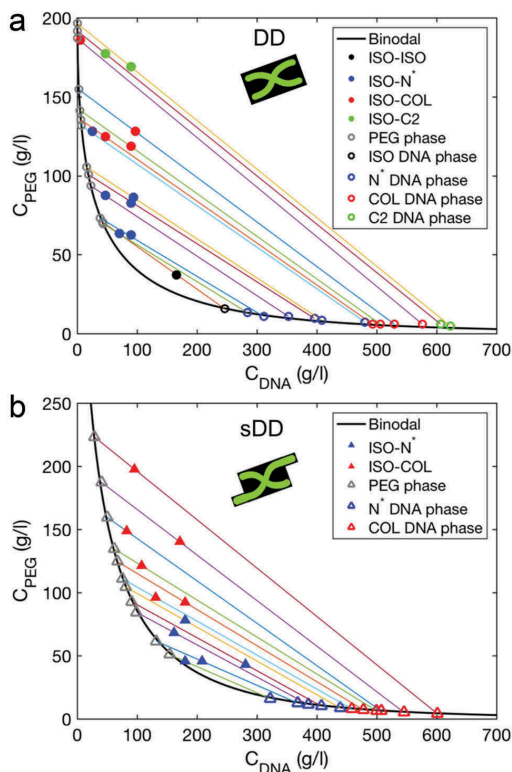 a
DD
Binodal
ISO-ISO
ISO-N*
ISO-COL
ISO-C2
PEG phase
ISO DNA phase
N* DNA phase
COL DNA phase
C2 DNA phase
200
150
100
50
0
C_PEG (g/l)
0 100 200 300 400 500 600 700
C_DNA (g/l)
b
sDD
Binodal
ISO-N*
ISO-COL
PEG phase
N* DNA phase
COL DNA phase
250
200
150
100
50
0
C_PEG (g/l)
0 100 200 300 400 500 600 700
C_DNA (g/l)